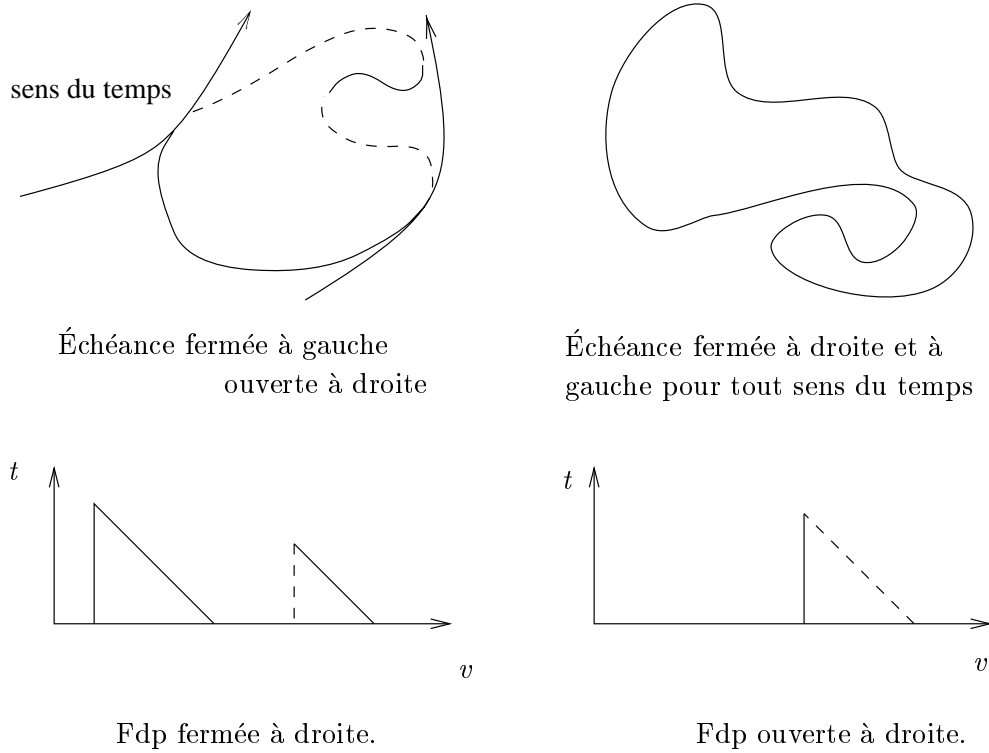 sens du temps
Échéance fermée à gauche
ouverte à droite
Échéance fermée à droite et à
gauche pour tout sens du temps
t
v
Fdp fermée à droite.
t
v
Fdp ouverte à droite.